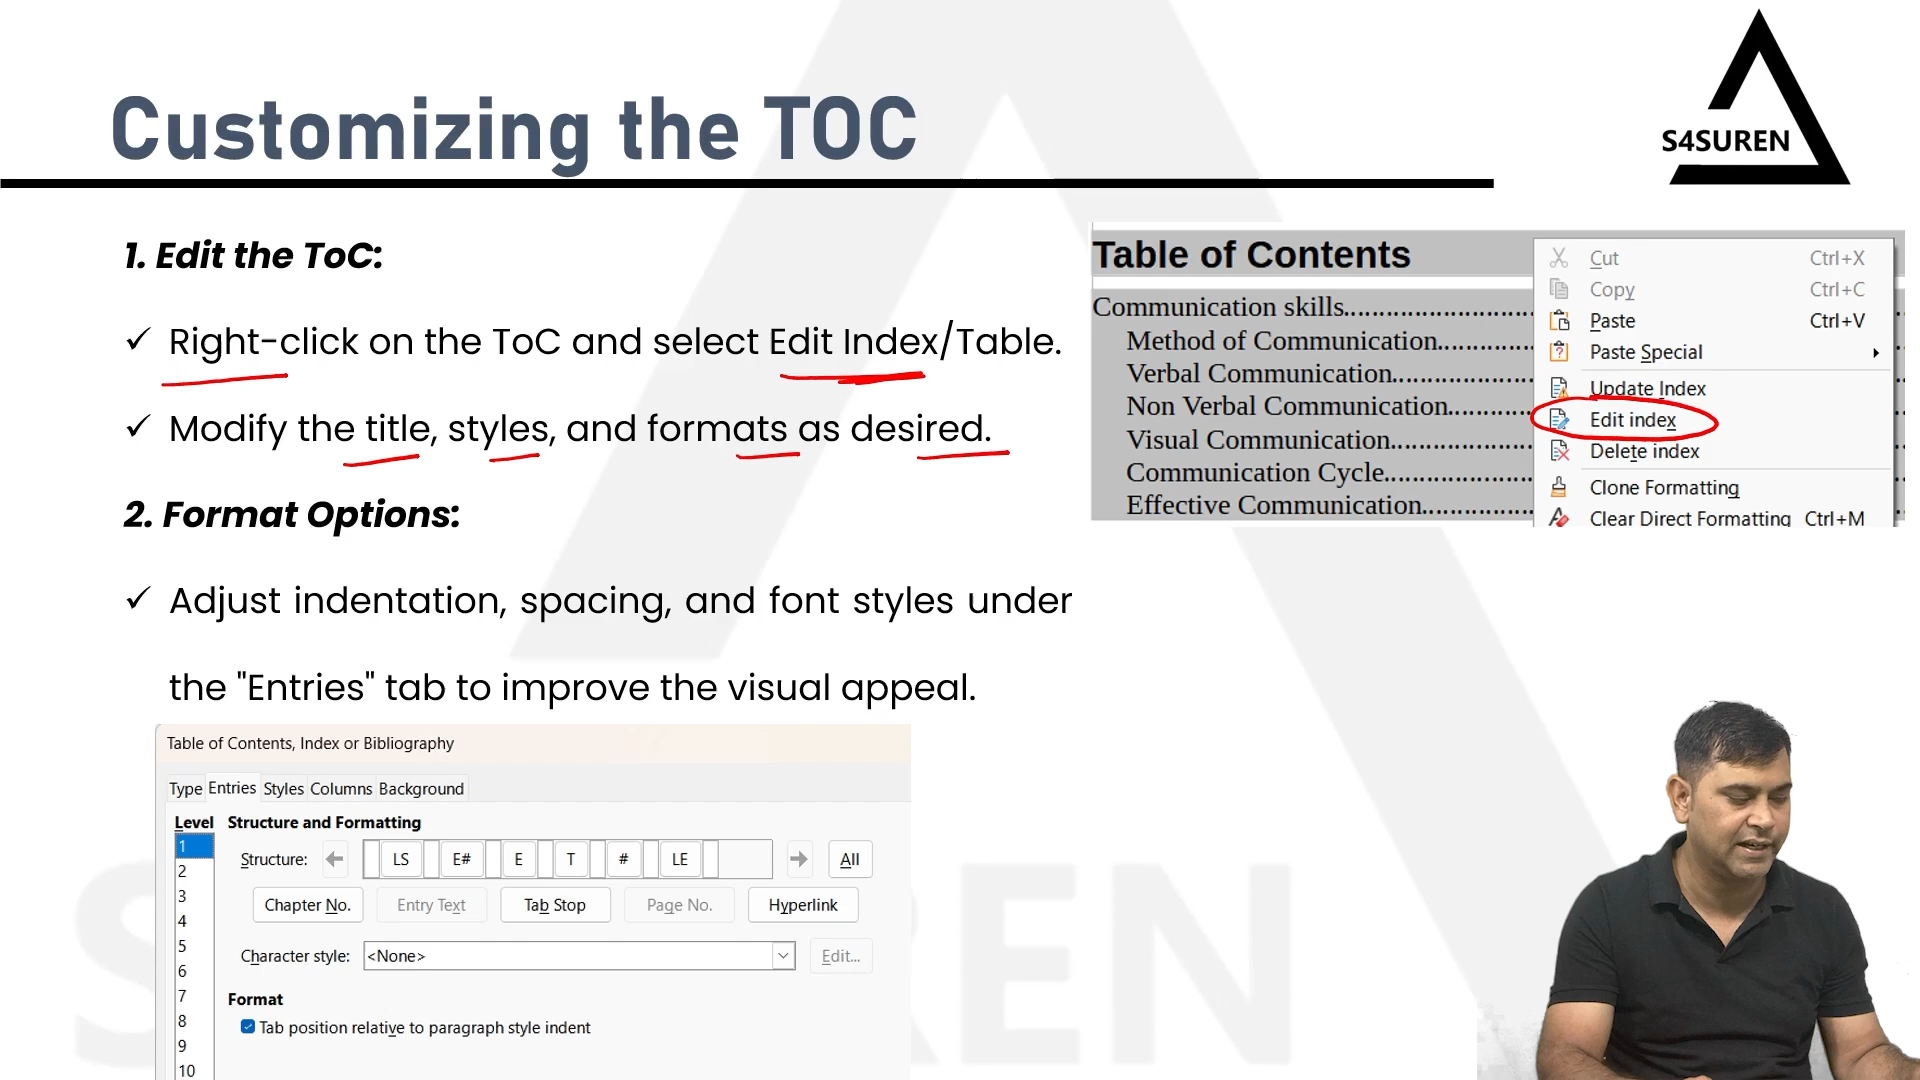 Customizing the TOC
S4SUREN
1. Edit the ToC:
✓ Right-click on the ToC and select Edit Index/Table.
✓ Modify the title, styles, and formats as desired.
2. Format Options:
✓ Adjust indentation, spacing, and font styles under
the "Entries" tab to improve the visual appeal.
Table of Contents
Communication skills
Method of Communication
Verbal Communication
Non Verbal Communication
Visual Communication
Communication Cycle
Effective Communication
Cut Ctrl+X
Copy Ctrl+C
Paste Ctrl+V
Paste Special
Update Index
Edit index
Delete index
Clone Formatting
Clear Direct Formatting Ctrl+M
Table of Contents, Index or Bibliography
Type Entries Styles Columns Background
Level Structure and Formatting
1
2
3
4
5
6
7
8
9
10
Structure: LS E# E T # LE All
Chapter No. Entry Text Tab Stop Page No. Hyperlink
Character style: <None> Edit...
Format
Tab position relative to paragraph style indent